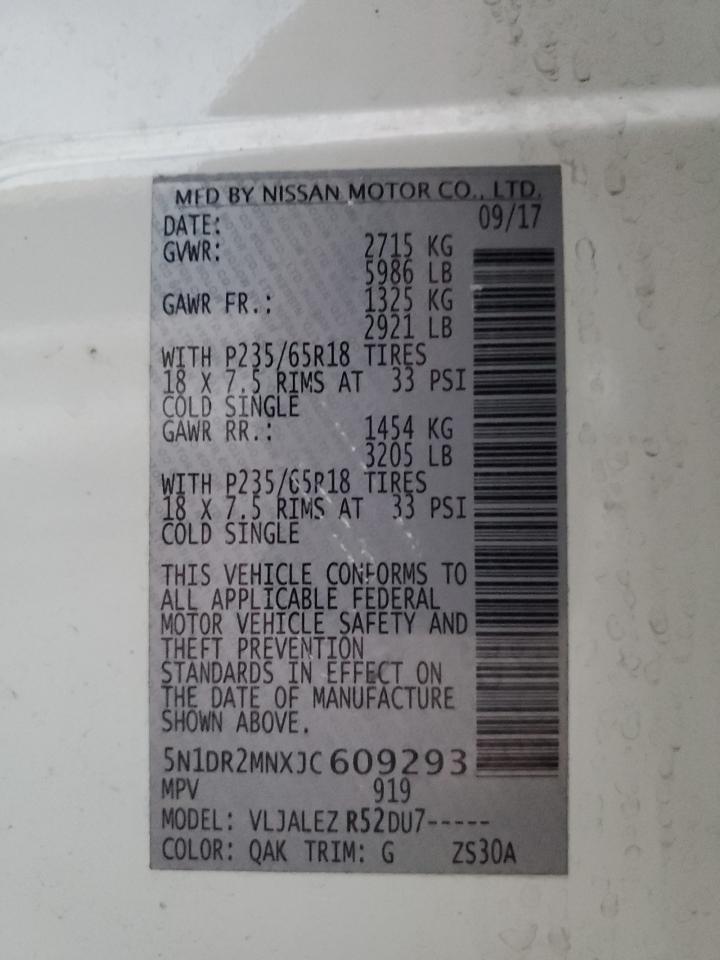 MFD BY NISSAN MOTOR CO., LTD.
DATE: 09/17
GVWR: 2715 KG
5986 LB
GAWR FR.: 1325 KG
2921 LB
WITH P235/65R18 TIRES
18 X 7.5 RIMS AT 33 PSI
COLD SINGLE
GAWR RR.: 1454 KG
3205 LB
WITH P235/65R18 TIRES
18 X 7.5 RIMS AT 33 PSI
COLD SINGLE
THIS VEHICLE CONFORMS TO
ALL APPLICABLE FEDERAL
MOTOR VEHICLE SAFETY AND
THEFT PREVENTION
STANDARDS IN EFFECT ON
THE DATE OF MANUFACTURE
SHOWN ABOVE.
5N1DR2MNXJC609293
MPV 919
MODEL: VLJALEZ R52DU7-----
COLOR: QAK TRIM: G ZS30A